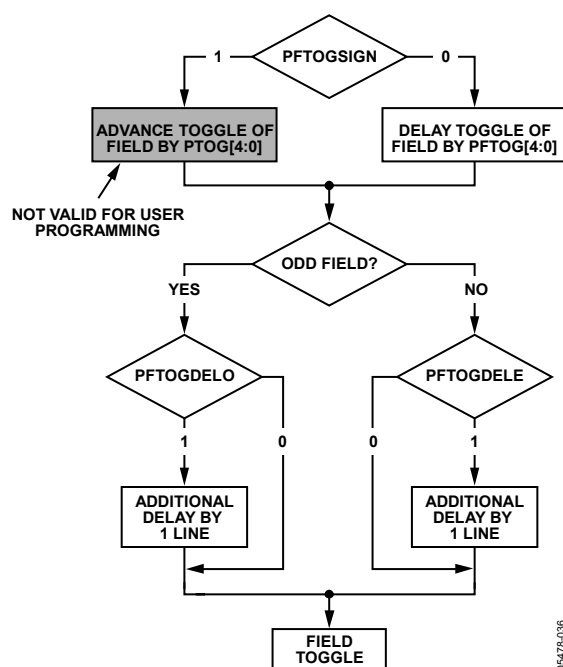 PFTOGSIGN
1
0
ADVANCE TOGGLE OF
FIELD BY PTOG[4:0]
DELAY TOGGLE OF
FIELD BY PFTOG[4:0]
NOT VALID FOR USER
PROGRAMMING
ODD FIELD?
YES
NO
PFTOGDELO
PFTOGDELE
1
0
0
1
ADDITIONAL
DELAY BY
1 LINE
ADDITIONAL
DELAY BY
1 LINE
FIELD
TOGGLE
05478-036